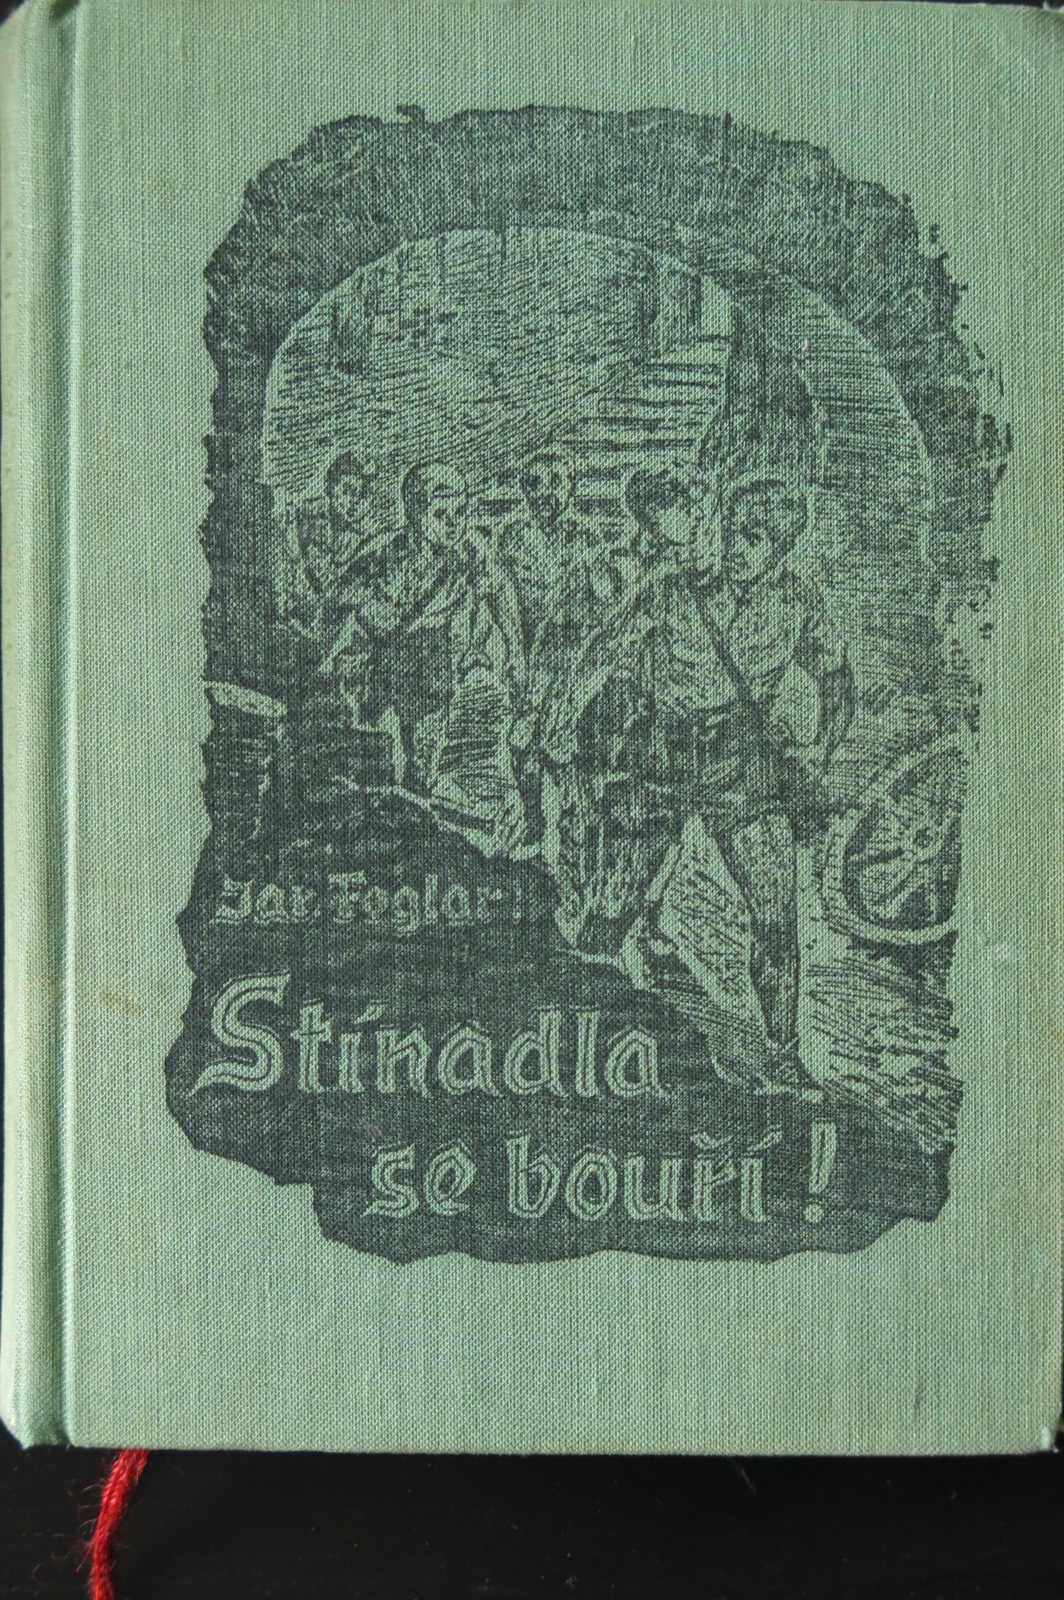 Jar. Foglar:
Stínadla
se bouří!